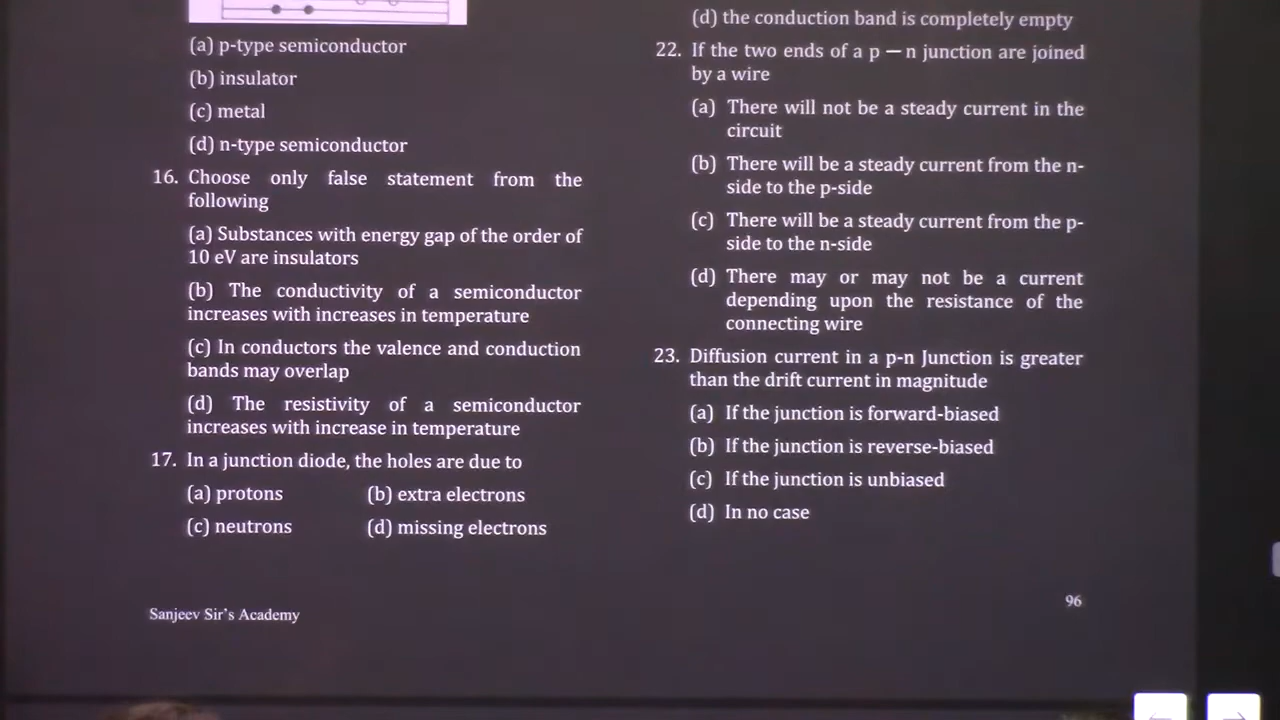 (a) p-type semiconductor
(b) insulator
(c) metal
(d) n-type semiconductor
16. Choose only false statement from the
following
(a) Substances with energy gap of the order of
10 eV are insulators
(b) The conductivity of a semiconductor
increases with increases in temperature
(c) In conductors the valence and conduction
bands may overlap
(d) The resistivity of a semiconductor
increases with increase in temperature
17. In a junction diode, the holes are due to
(a) protons (b) extra electrons
(c) neutrons (d) missing electrons
(d) the conduction band is completely empty
22. If the two ends of a p — n junction are joined
by a wire
(a) There will not be a steady current in the
circuit
(b) There will be a steady current from the n-
side to the p-side
(c) There will be a steady current from the p-
side to the n-side
(d) There may or may not be a current
depending upon the resistance of the
connecting wire
23. Diffusion current in a p-n Junction is greater
than the drift current in magnitude
(a) If the junction is forward-biased
(b) If the junction is reverse-biased
(c) If the junction is unbiased
(d) In no case
Sanjeev Sir's Academy
96